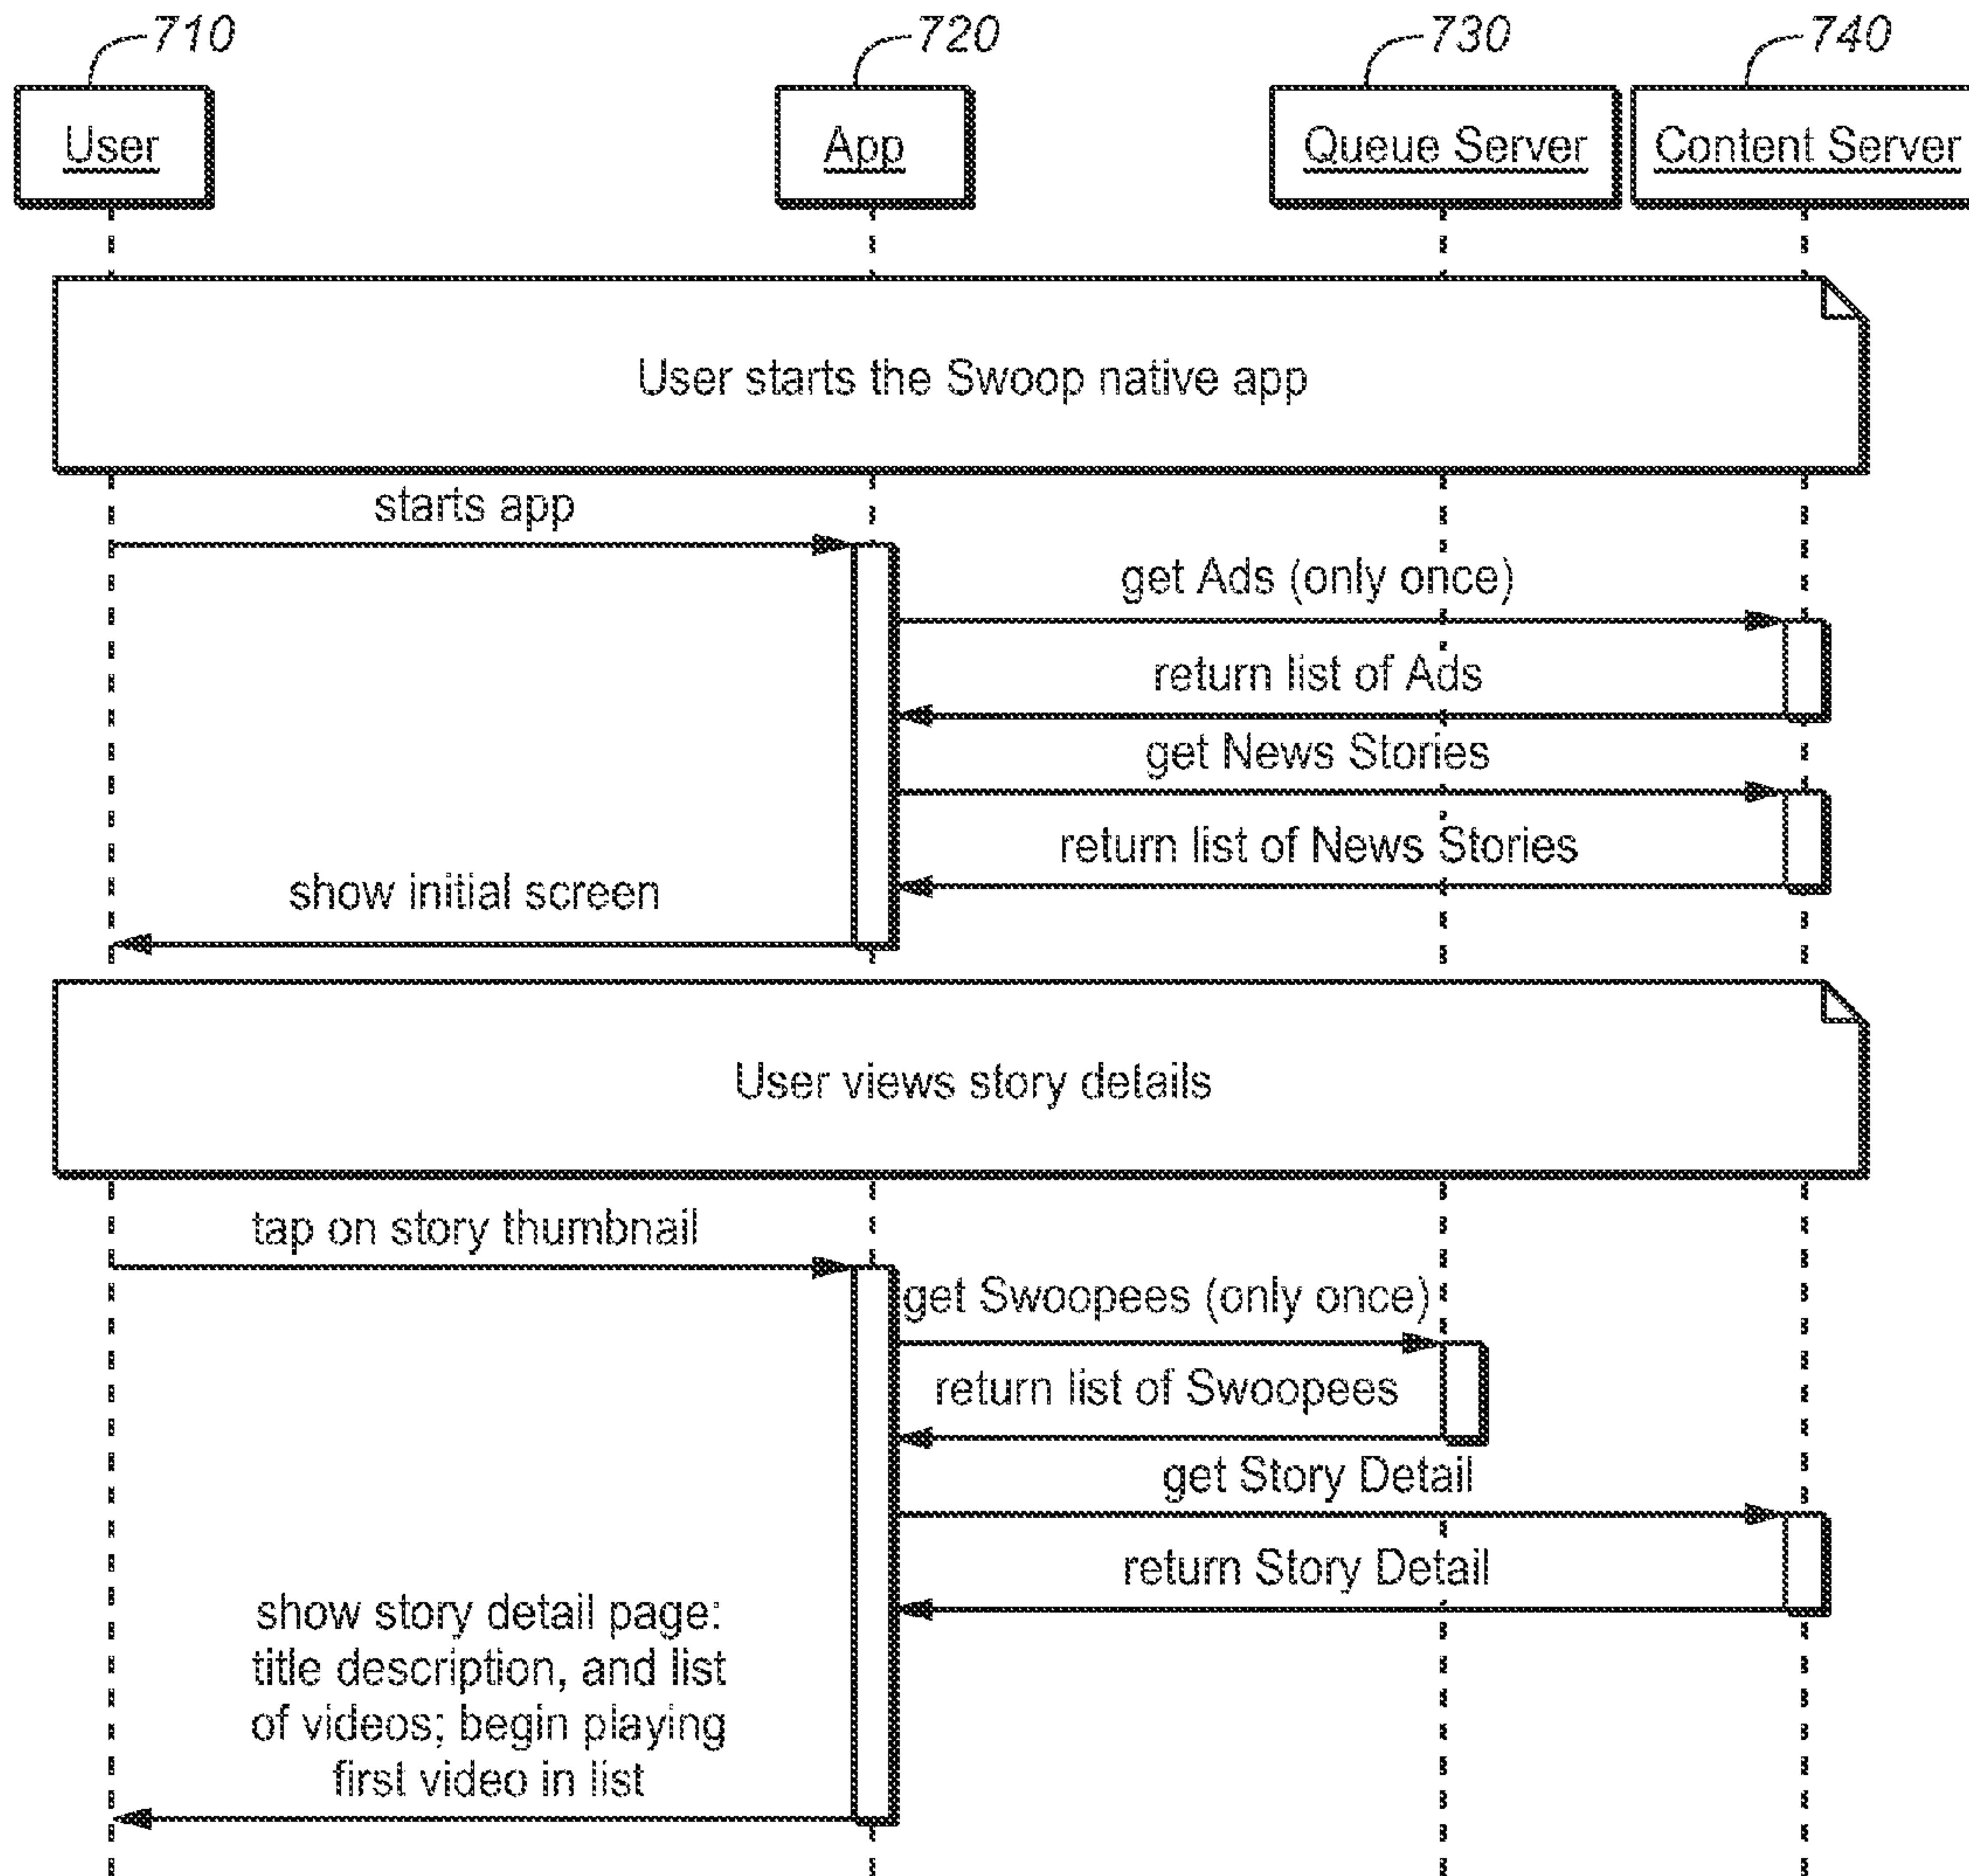 710
720
730
740
User
App
Queue Server
Content Server
User starts the Swoop native app
starts app
get Ads (only once)
return list of Ads
get News Stories
return list of News Stories
show initial screen
User views story details
tap on story thumbnail
get Swoopees (only once)
return list of Swoopees
get Story Detail
return Story Detail
show story detail page:
title description, and list
of videos; begin playing
first video in list